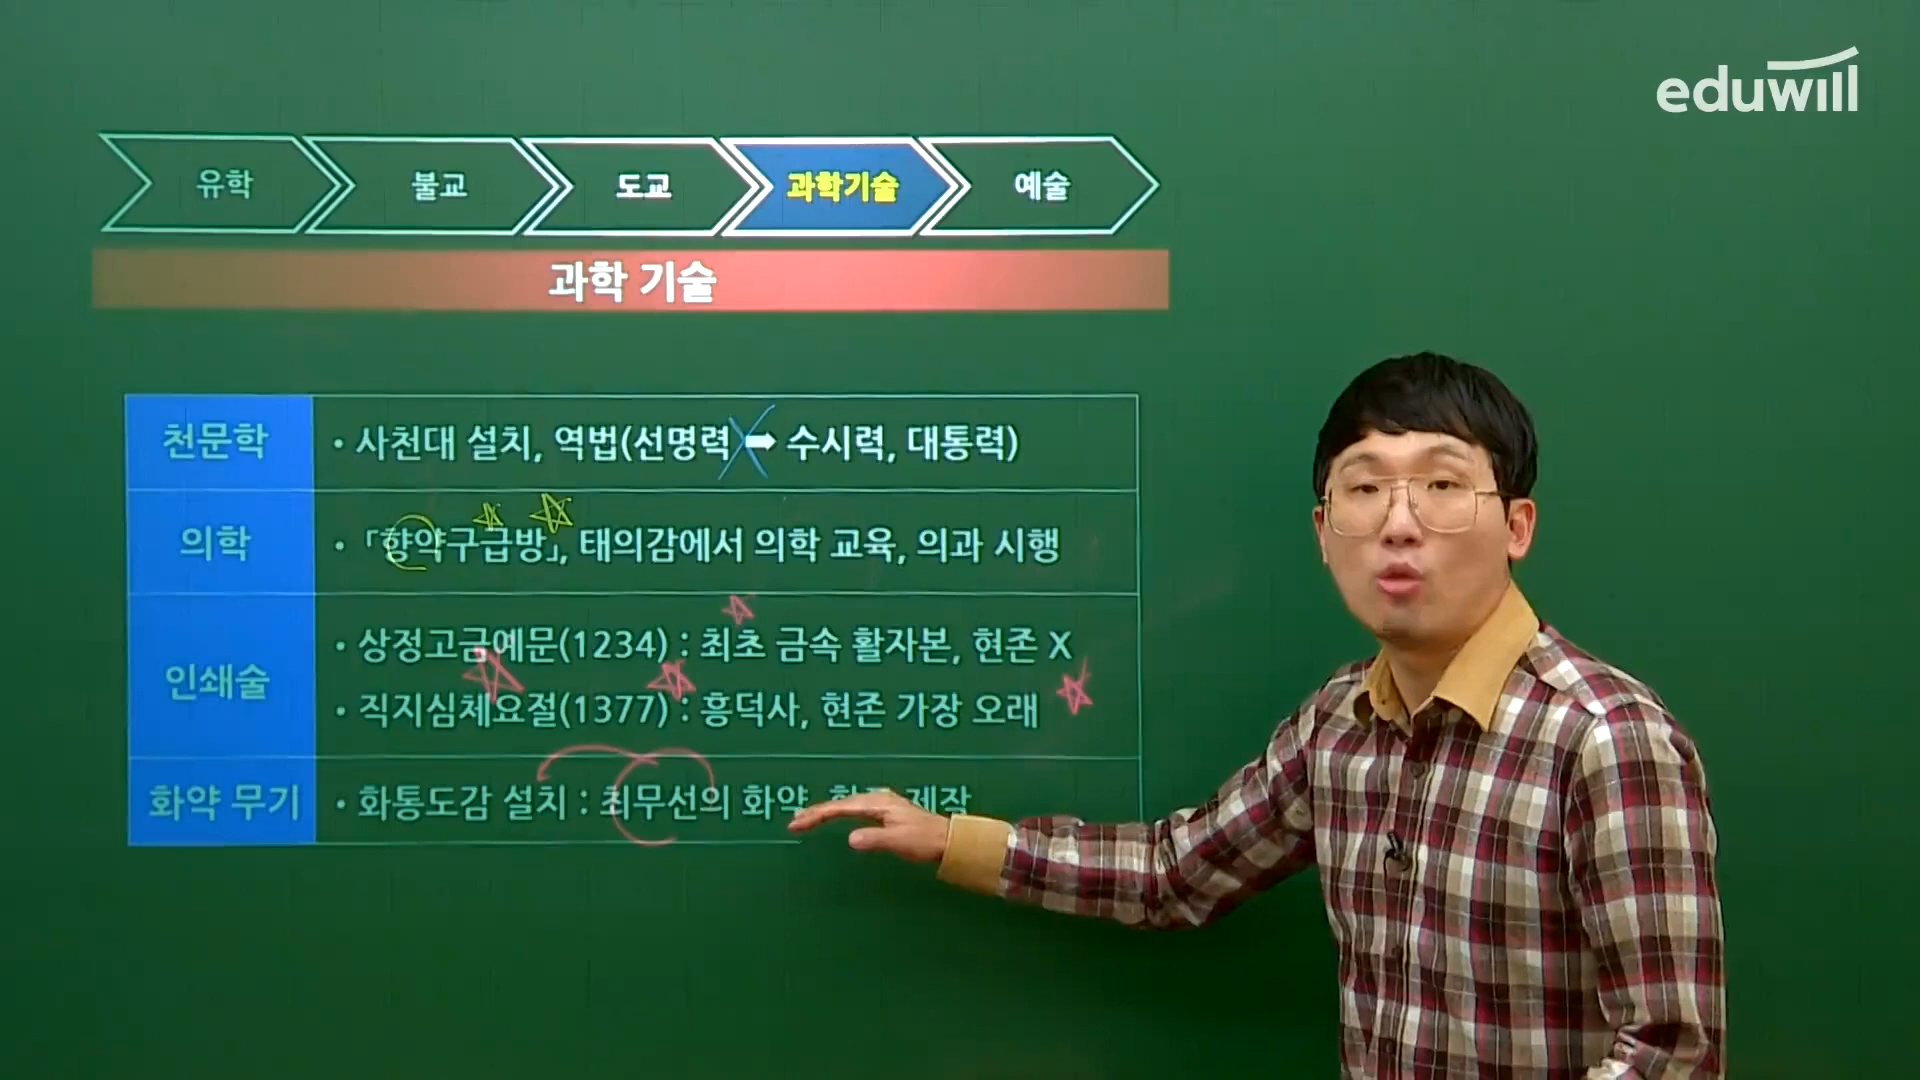 eduwill
유학 불교 도교 과학기술 예술
과학 기술
천문학
• 사천대 설치, 역법(선명력 ➡ 수시력, 대통력)
의학
• 「향약구급방」, 태의감에서 의학 교육, 의과 시행
인쇄술
• 상정고금예문(1234) : 최초 금속 활자본, 현존 X
• 직지심체요절(1377) : 흥덕사, 현존 가장 오래
화약 무기
• 화통도감 설치 : 최무선의 화약, 제작